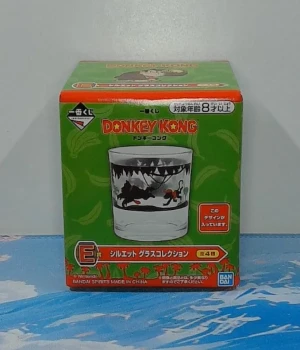 一番くじ
対象年齢8才以上
一番くじ
DONKEY KONG
ドンキーコング
この
デザインが
入っています。
E
賞
シルエット グラスコレクション
全4種
BANDAI SPIRITS MADE IN CHINA
BANDAI